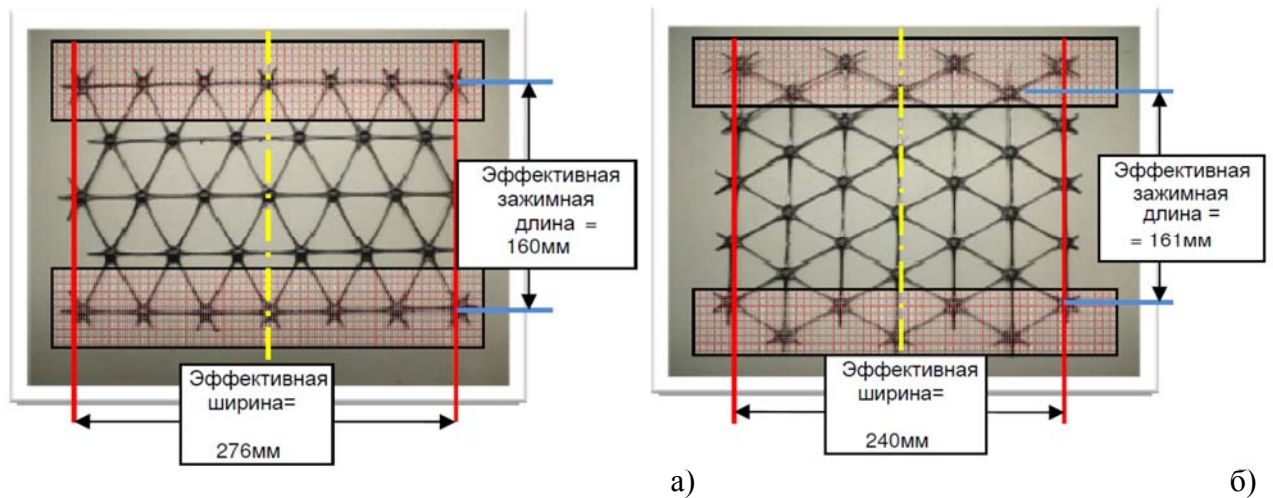 Эффективная
зажимная
длина =
160мм
Эффективная
ширина=
276мм
Эффективная
зажимная
длина =
= 161мм
Эффективная
ширина=
240мм
а)
б)